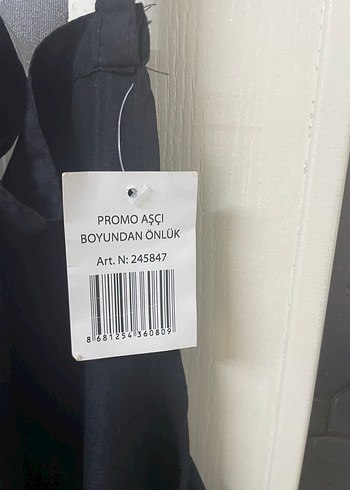 PROMO AŞÇI
BOYUNDAN ÖNLÜK
Art. N: 245847
8 681254 360809